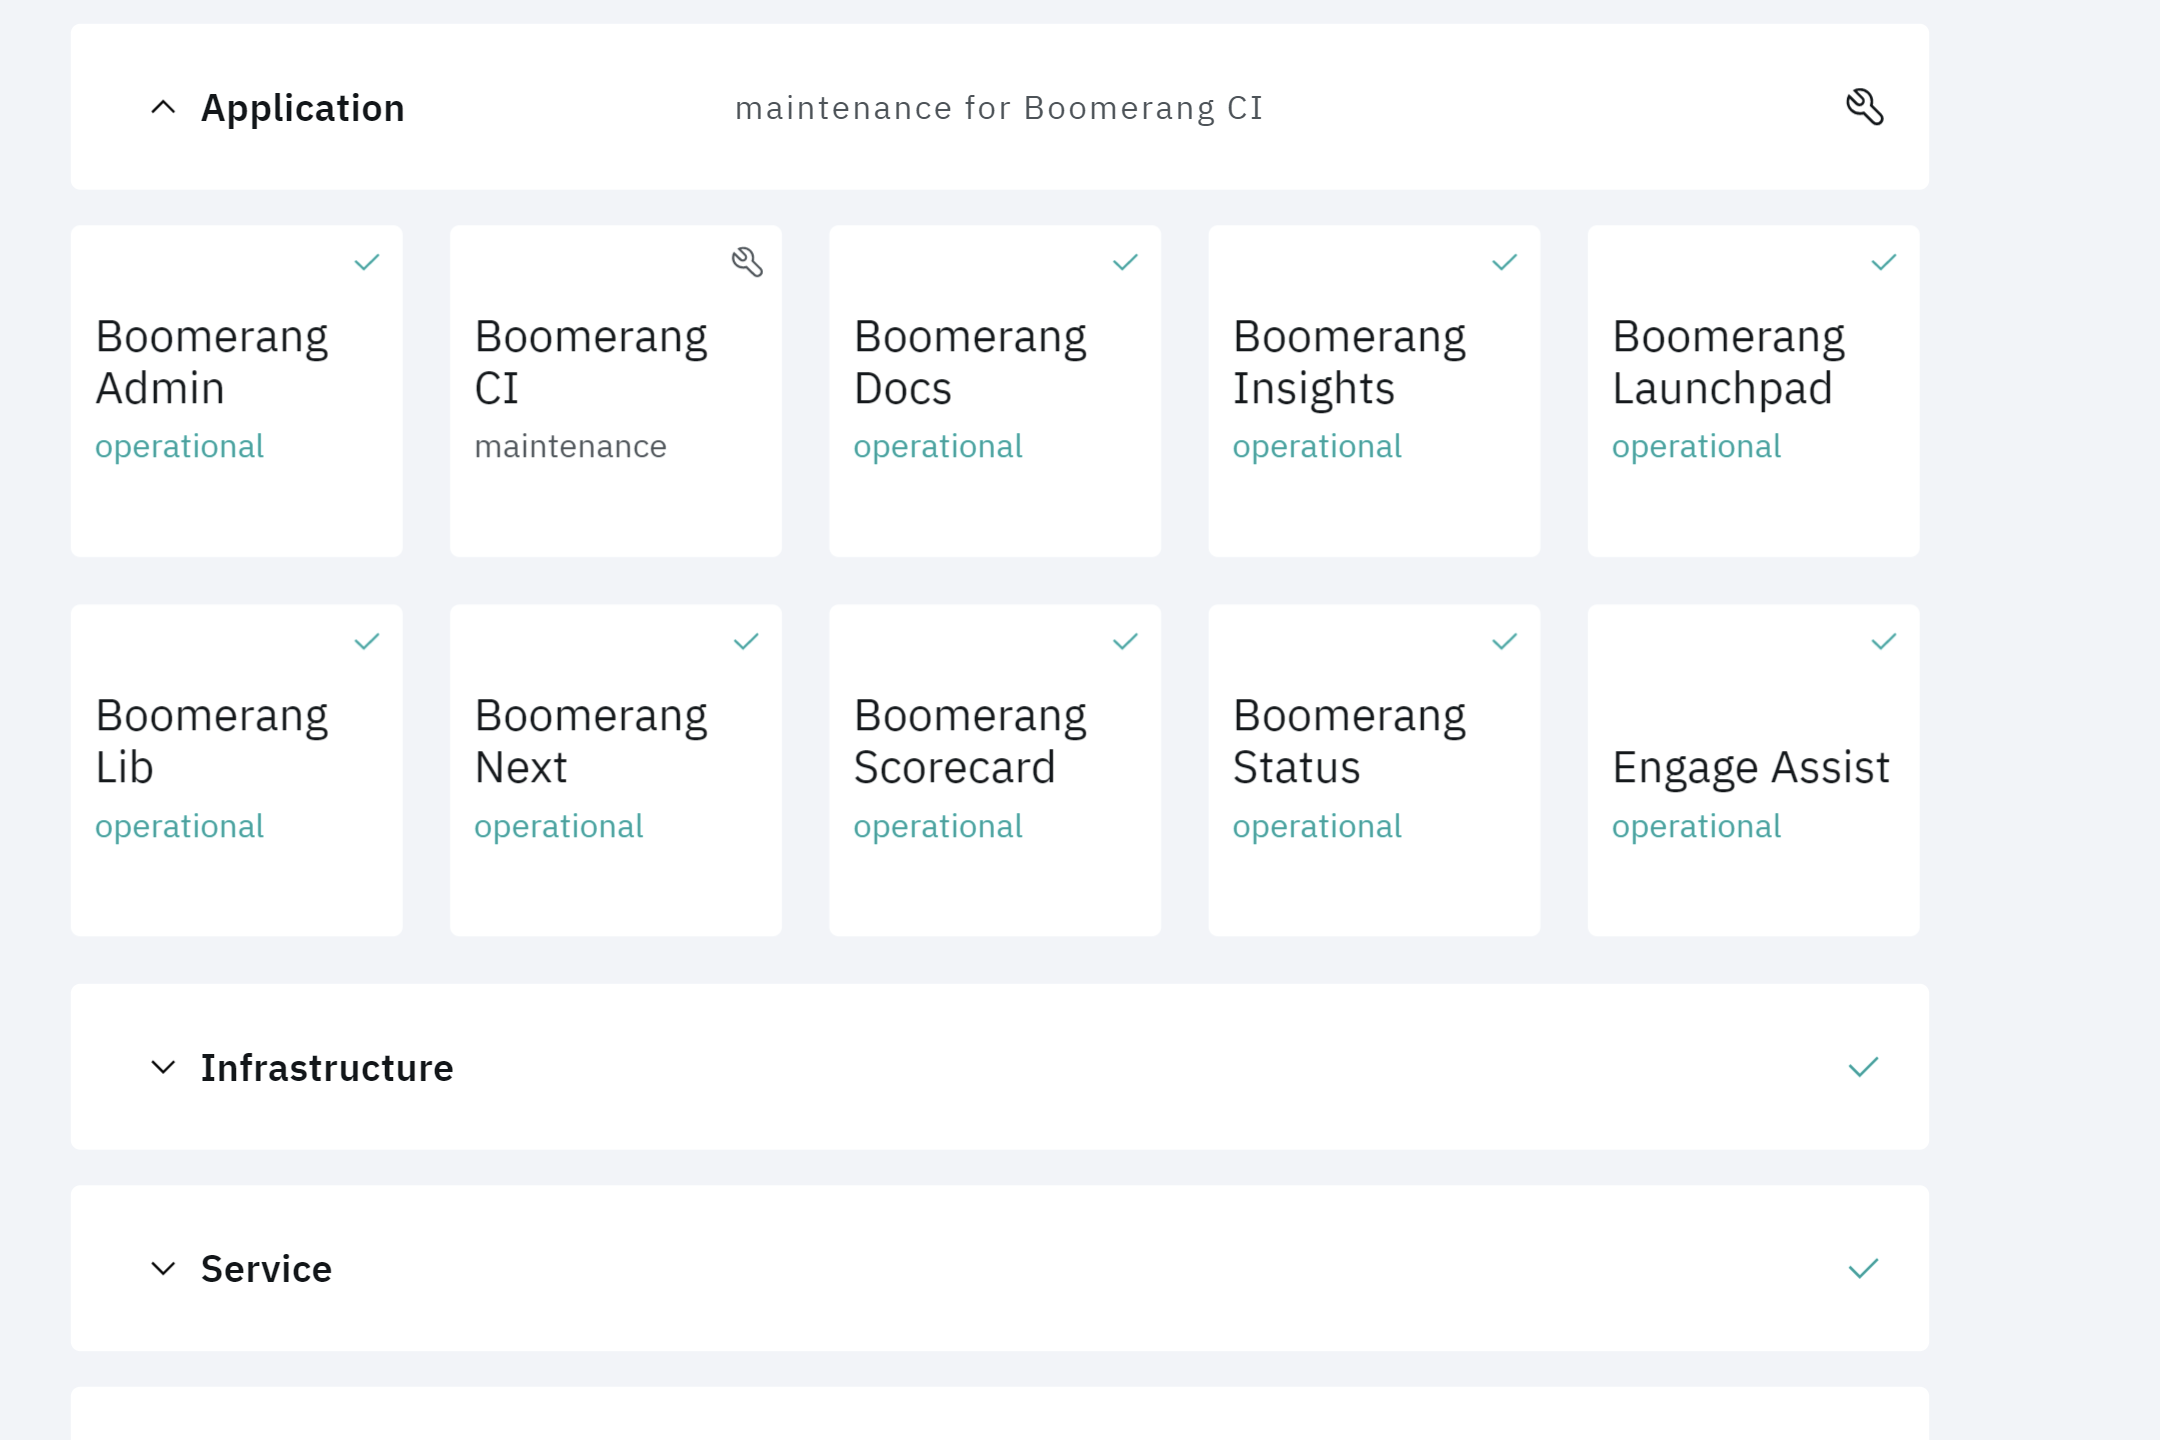 Application
maintenance for Boomerang CI
Boomerang
Admin
operational
Boomerang
CI
maintenance
Boomerang
Docs
operational
Boomerang
Insights
operational
Boomerang
Launchpad
operational
Boomerang
Lib
operational
Boomerang
Next
operational
Boomerang
Scorecard
operational
Boomerang
Status
operational
Engage Assist
operational
Infrastructure
Service